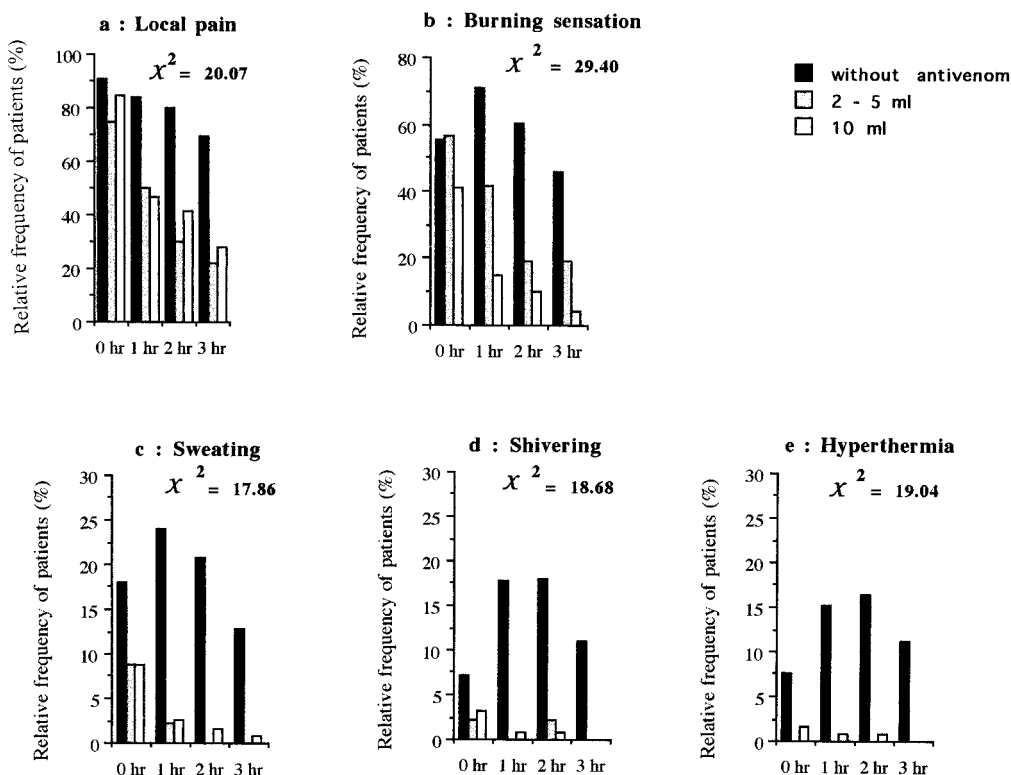 a : Local pain
χ² = 20.07
Relative frequency of patients (%)
100
80
60
40
20
0
0 hr 1 hr 2 hr 3 hr
b : Burning sensation
χ² = 29.40
Relative frequency of patients (%)
80
60
40
20
0
0 hr 1 hr 2 hr 3 hr
without antivenom
2 - 5 ml
10 ml
c : Sweating
χ² = 17.86
Relative frequency of patients (%)
30
25
20
15
10
5
0
0 hr 1 hr 2 hr 3 hr
d : Shivering
χ² = 18.68
Relative frequency of patients (%)
30
25
20
15
10
5
0
0 hr 1 hr 2 hr 3 hr
e : Hyperthermia
χ² = 19.04
Relative frequency of patients (%)
30
25
20
15
10
5
0
0 hr 1 hr 2 hr 3 hr